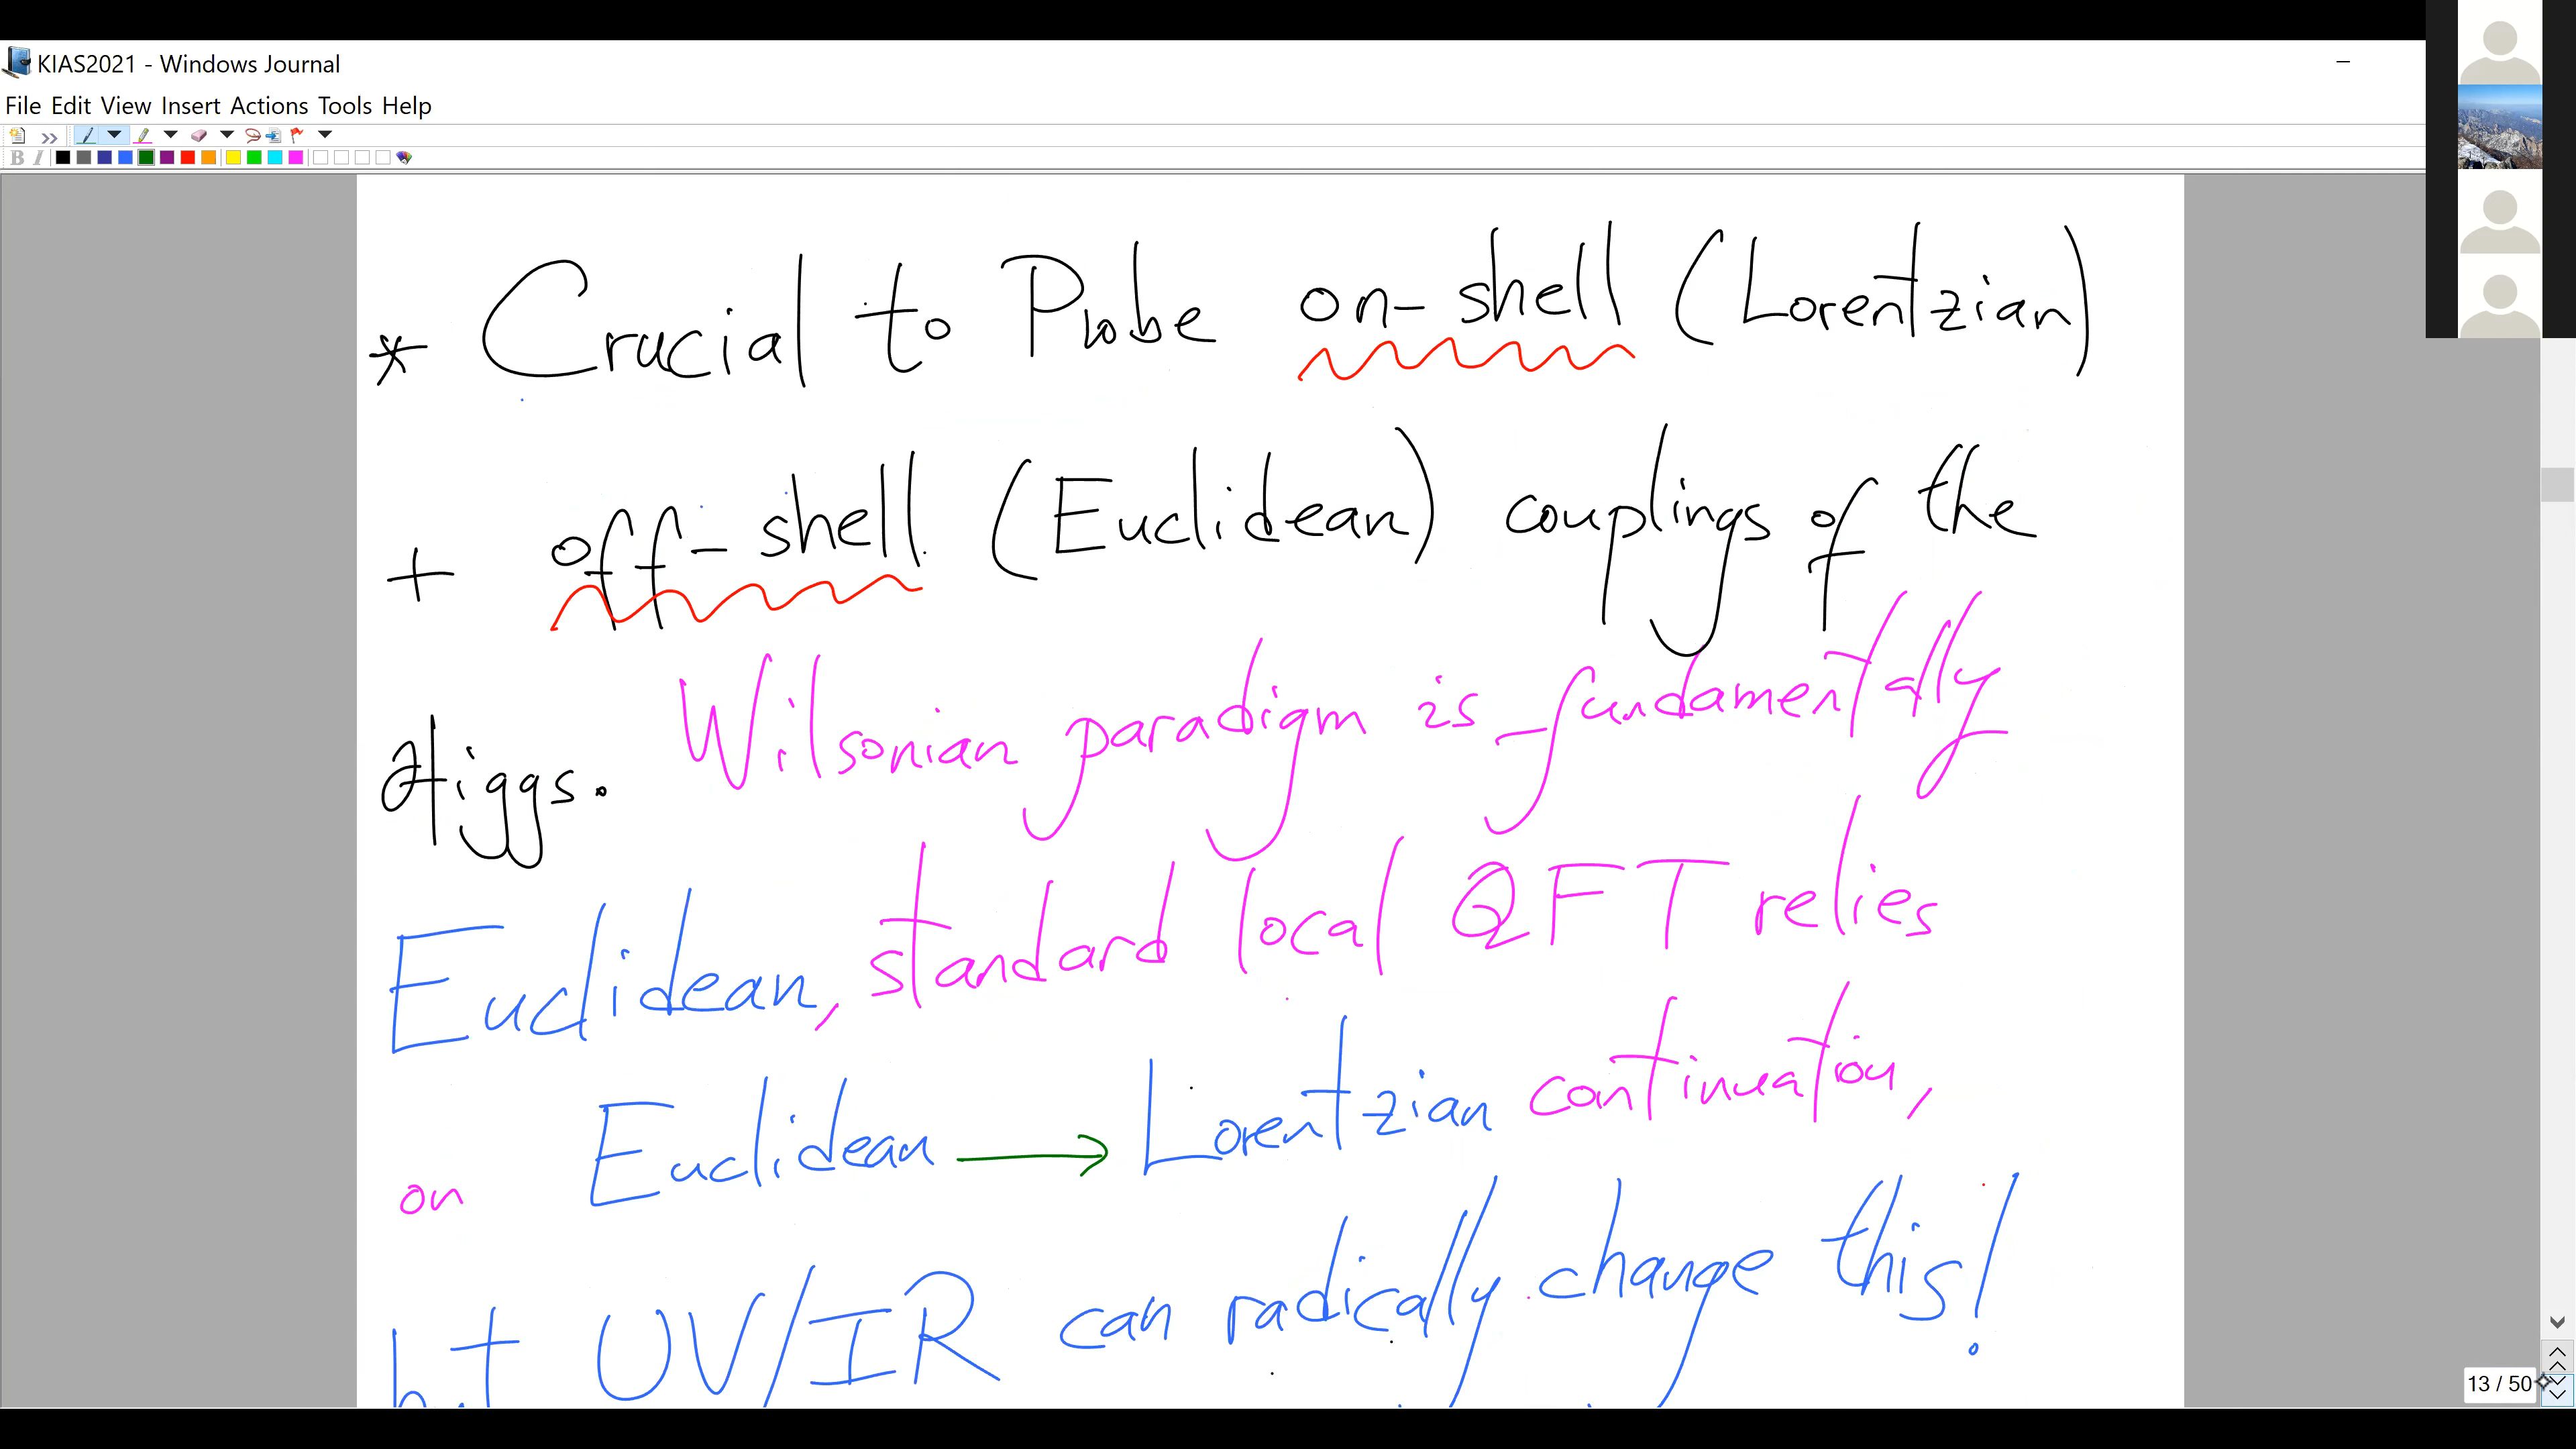 KIAS2021 - Windows Journal
File Edit View Insert Actions Tools Help
B I
* Crucial to Probe on-shell (Lorentzian)
+ off-shell (Euclidean) couplings of the
Higgs. Wilsonian paradigm is fundamentally
Euclidean, standard local QFT relies
on Euclidean → Lorentzian continuation,
but UV/IR can radically change this!
13 / 50